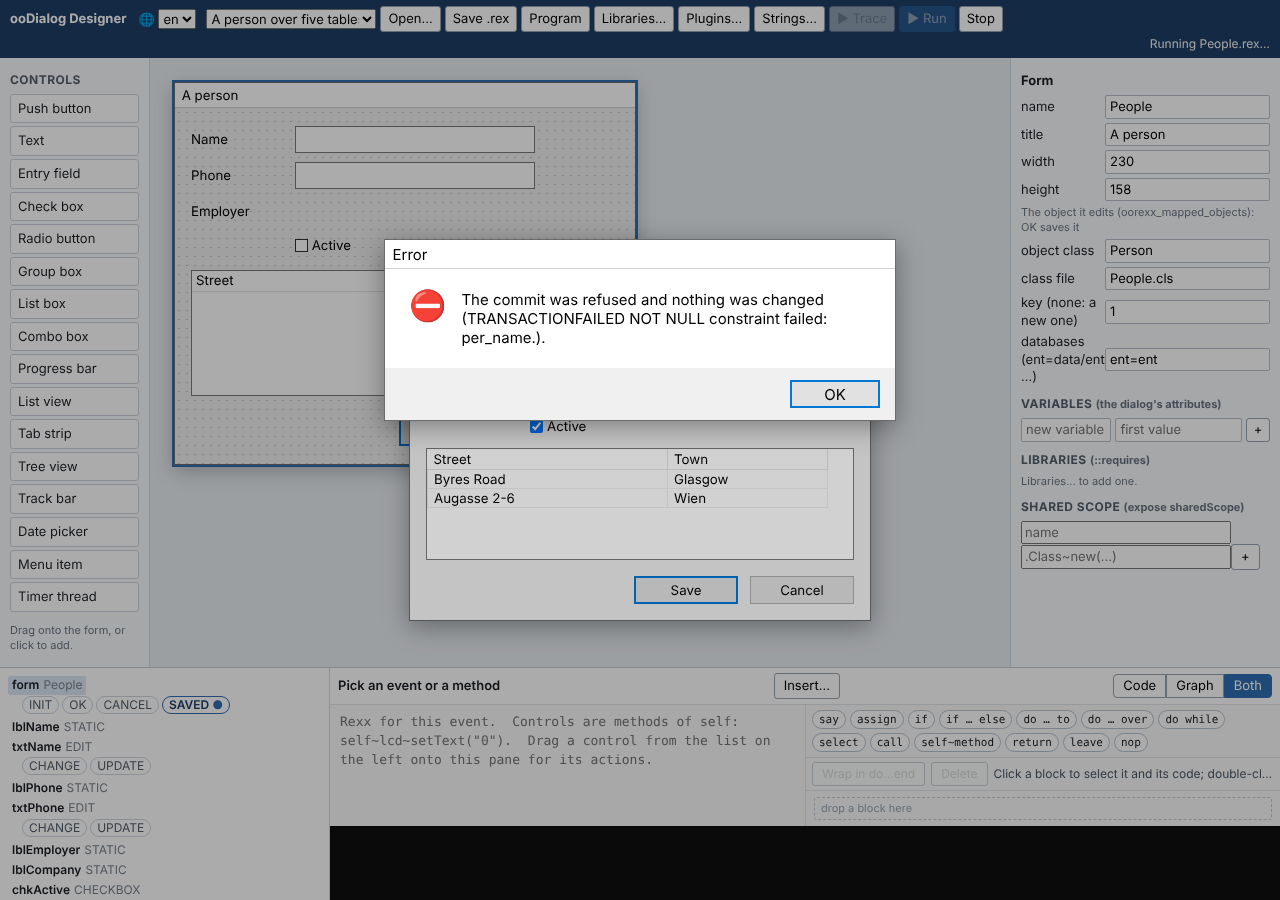 ooDialog Designer
🌐 en
A person over five table
Open...
Save .rex
Program
Libraries...
Plugins...
Strings...
▶ Trace
▶ Run
Stop
Running People.rex...
CONTROLS
Push button
Text
Entry field
Check box
Radio button
Group box
List box
Combo box
Progress bar
List view
Tab strip
Tree view
Track bar
Date picker
Menu item
Timer thread
Drag onto the form, or
click to add.
A person
Name
Phone
Employer
Active
Street
Error
The commit was refused and nothing was changed
(TRANSACTIONFAILED NOT NULL constraint failed:
per_name.).
OK
Active
Street Town
Byres Road Glasgow
Augasse 2-6 Wien
Save Cancel
Form
name People
title A person
width 230
height 158
The object it edits (oorexx_mapped_objects):
OK saves it
object class Person
class file People.cls
key (none: a
new one) 1
databases
(ent=data/ent ent=ent
...)
VARIABLES (the dialog's attributes)
new variable first value +
LIBRARIES (::requires)
Libraries... to add one.
SHARED SCOPE (expose sharedScope)
name
.Class~new(...) +
form People
INIT OK CANCEL SAVED
lblName STATIC
txtName EDIT
CHANGE UPDATE
lblPhone STATIC
txtPhone EDIT
CHANGE UPDATE
lblEmployer STATIC
lblCompany STATIC
chkActive CHECKBOX
Pick an event or a method
Insert...
Code Graph Both
Rexx for this event.  Controls are methods of self:
self~lcd~setText("0").  Drag a control from the list on
the left onto this pane for its actions.
say assign if if … else do … to do … over do while
select call self~method return leave nop
Wrap in do...end Delete Click a block to select it and its code; double-cl...
drop a block here